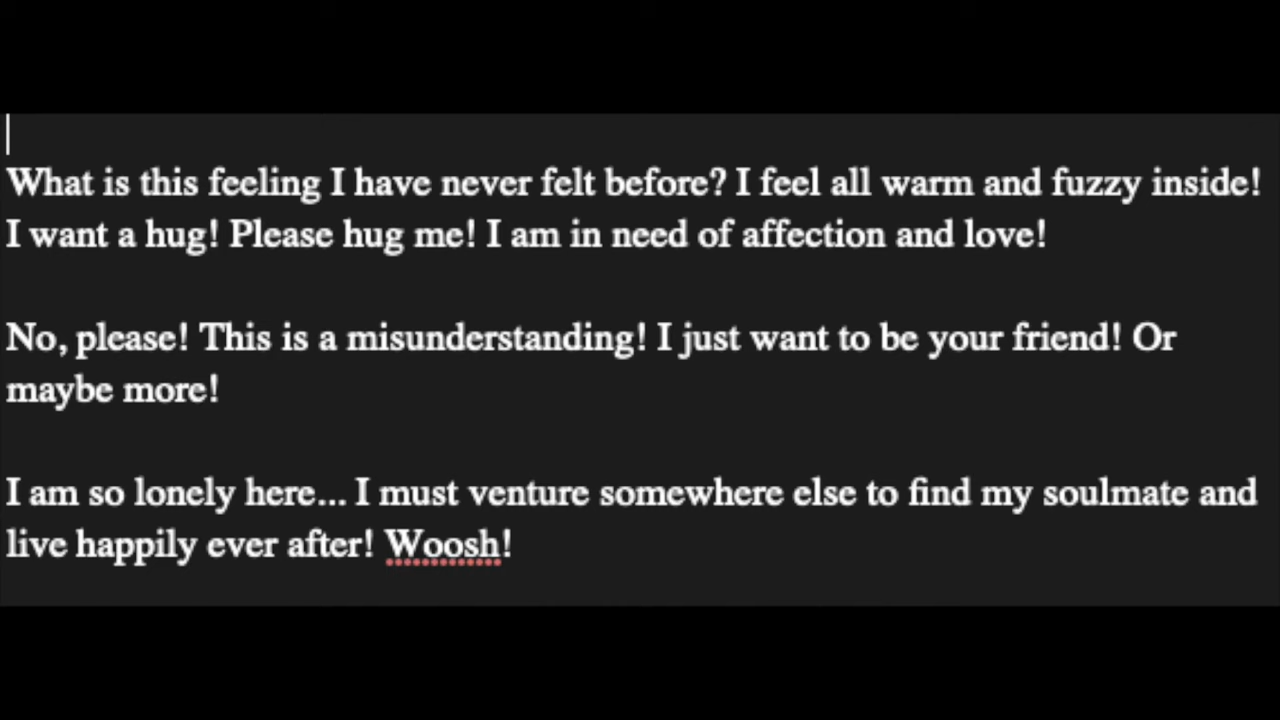 What is this feeling I have never felt before? I feel all warm and fuzzy inside!
I want a hug! Please hug me! I am in need of affection and love!
No, please! This is a misunderstanding! I just want to be your friend! Or
maybe more!
I am so lonely here... I must venture somewhere else to find my soulmate and
live happily ever after! Woosh!